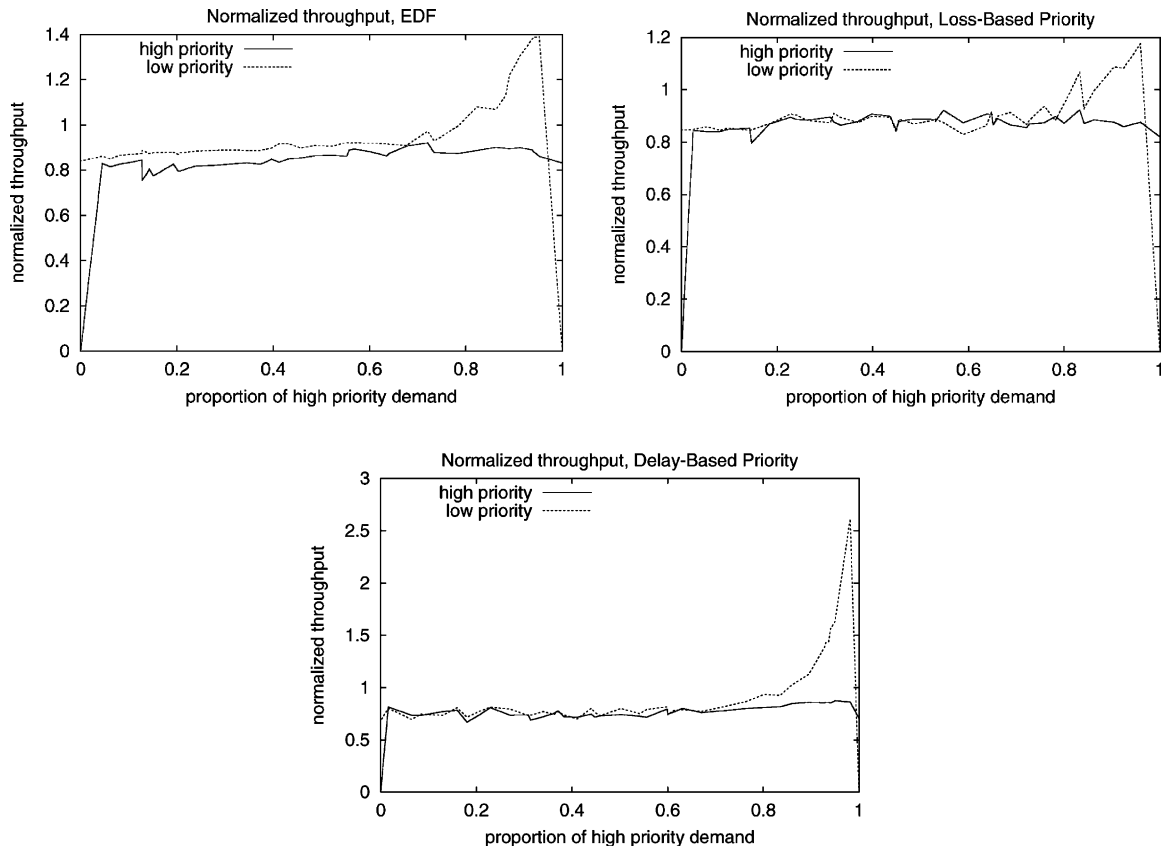 Normalized throughput, EDF
high priority
low priority
normalized throughput
1.4
1.2
1
0.8
0.6
0.4
0.2
0
0 0.2 0.4 0.6 0.8 1
proportion of high priority demand
Normalized throughput, Loss-Based Priority
high priority
low priority
normalized throughput
1.2
1
0.8
0.6
0.4
0.2
0
0 0.2 0.4 0.6 0.8 1
proportion of high priority demand
Normalized throughput, Delay-Based Priority
high priority
low priority
normalized throughput
3
2.5
2
1.5
1
0.5
0
0 0.2 0.4 0.6 0.8 1
proportion of high priority demand